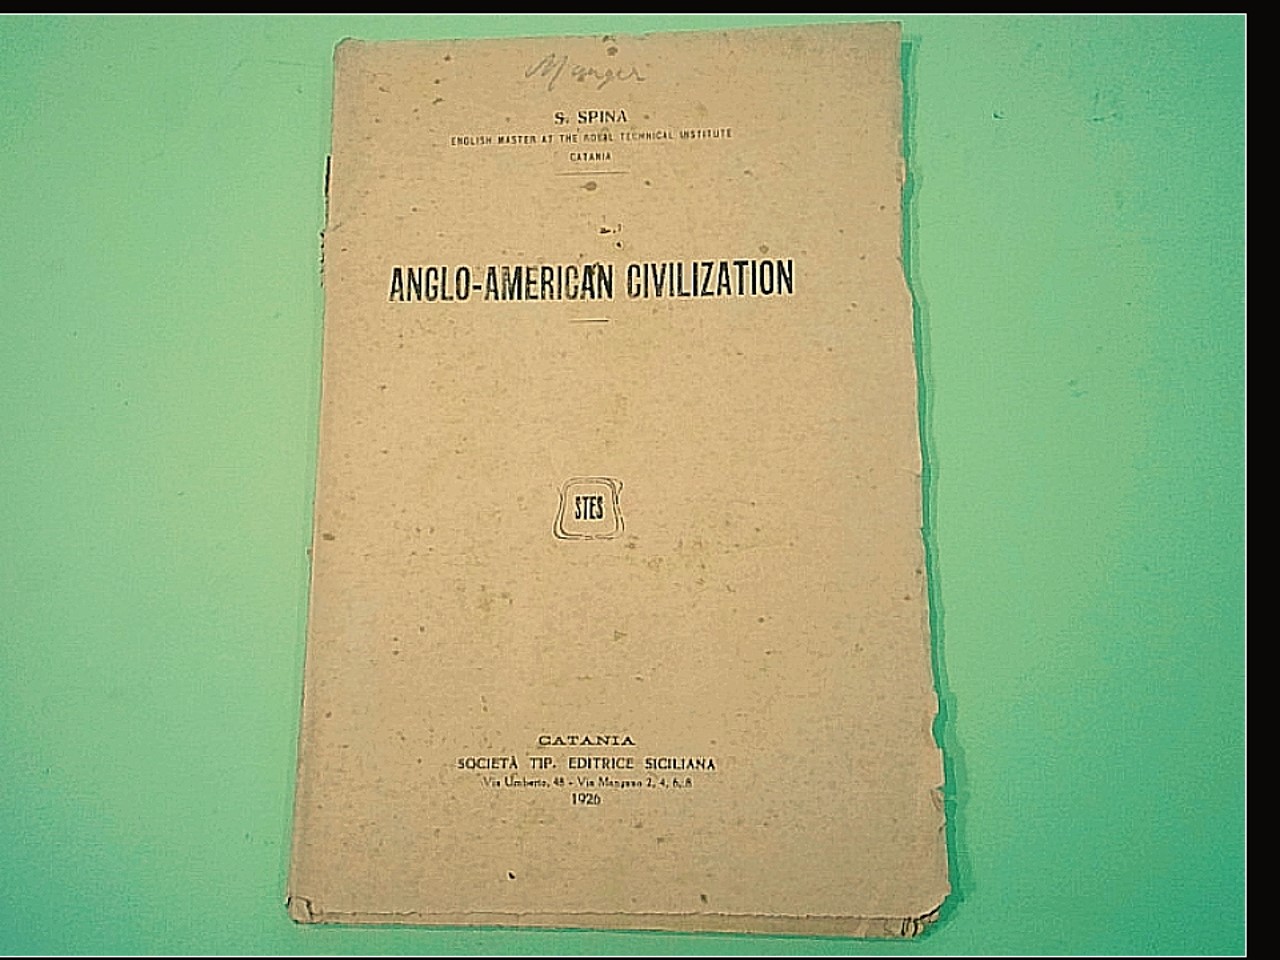 S. SPINA
ENGLISH MASTER AT THE ROYAL TECHNICAL INSTITUTE
CATANIA
ANGLO-AMERICAN CIVILIZATION
STES
CATANIA
SOCIETÀ TIP. EDITRICE SICILIANA
Via Umberto, 48 - Via Mangano 2, 4, 6, 8
1926